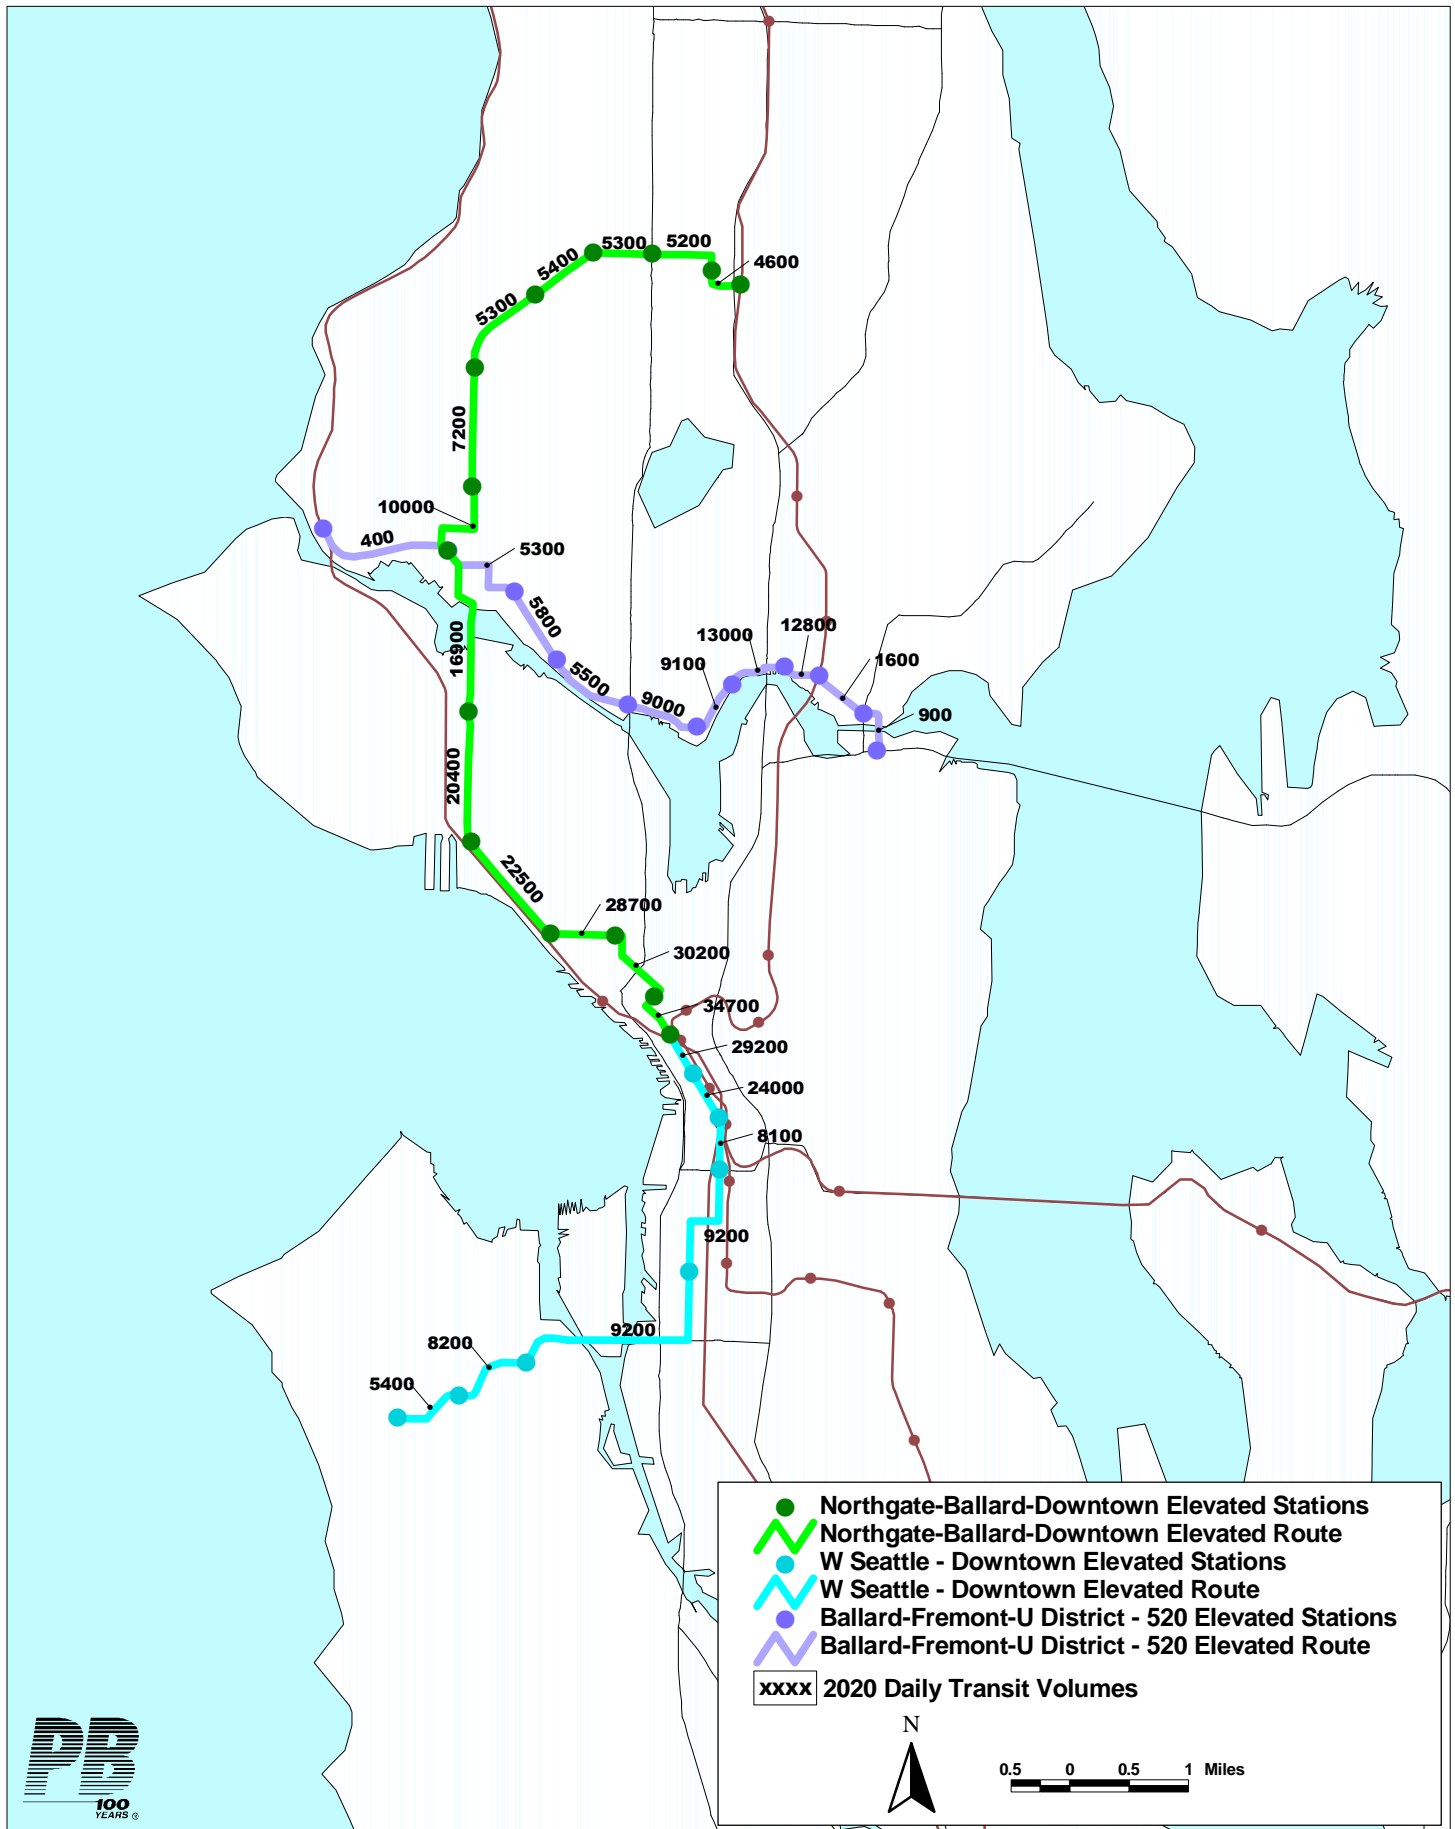 5300
5200
5400
4600
5300
7200
10000
400
5300
5800
16900
13000
12800
9100
1600
5500
9000
900
20400
22500
28700
30200
34700
29200
24000
8100
9200
9200
8200
5400
Northgate-Ballard-Downtown Elevated Stations
Northgate-Ballard-Downtown Elevated Route
W Seattle - Downtown Elevated Stations
W Seattle - Downtown Elevated Route
Ballard-Fremont-U District - 520 Elevated Stations
Ballard-Fremont-U District - 520 Elevated Route
xxxx 2020 Daily Transit Volumes
N
0.5 0 0.5 1 Miles
PB
100
YEARS